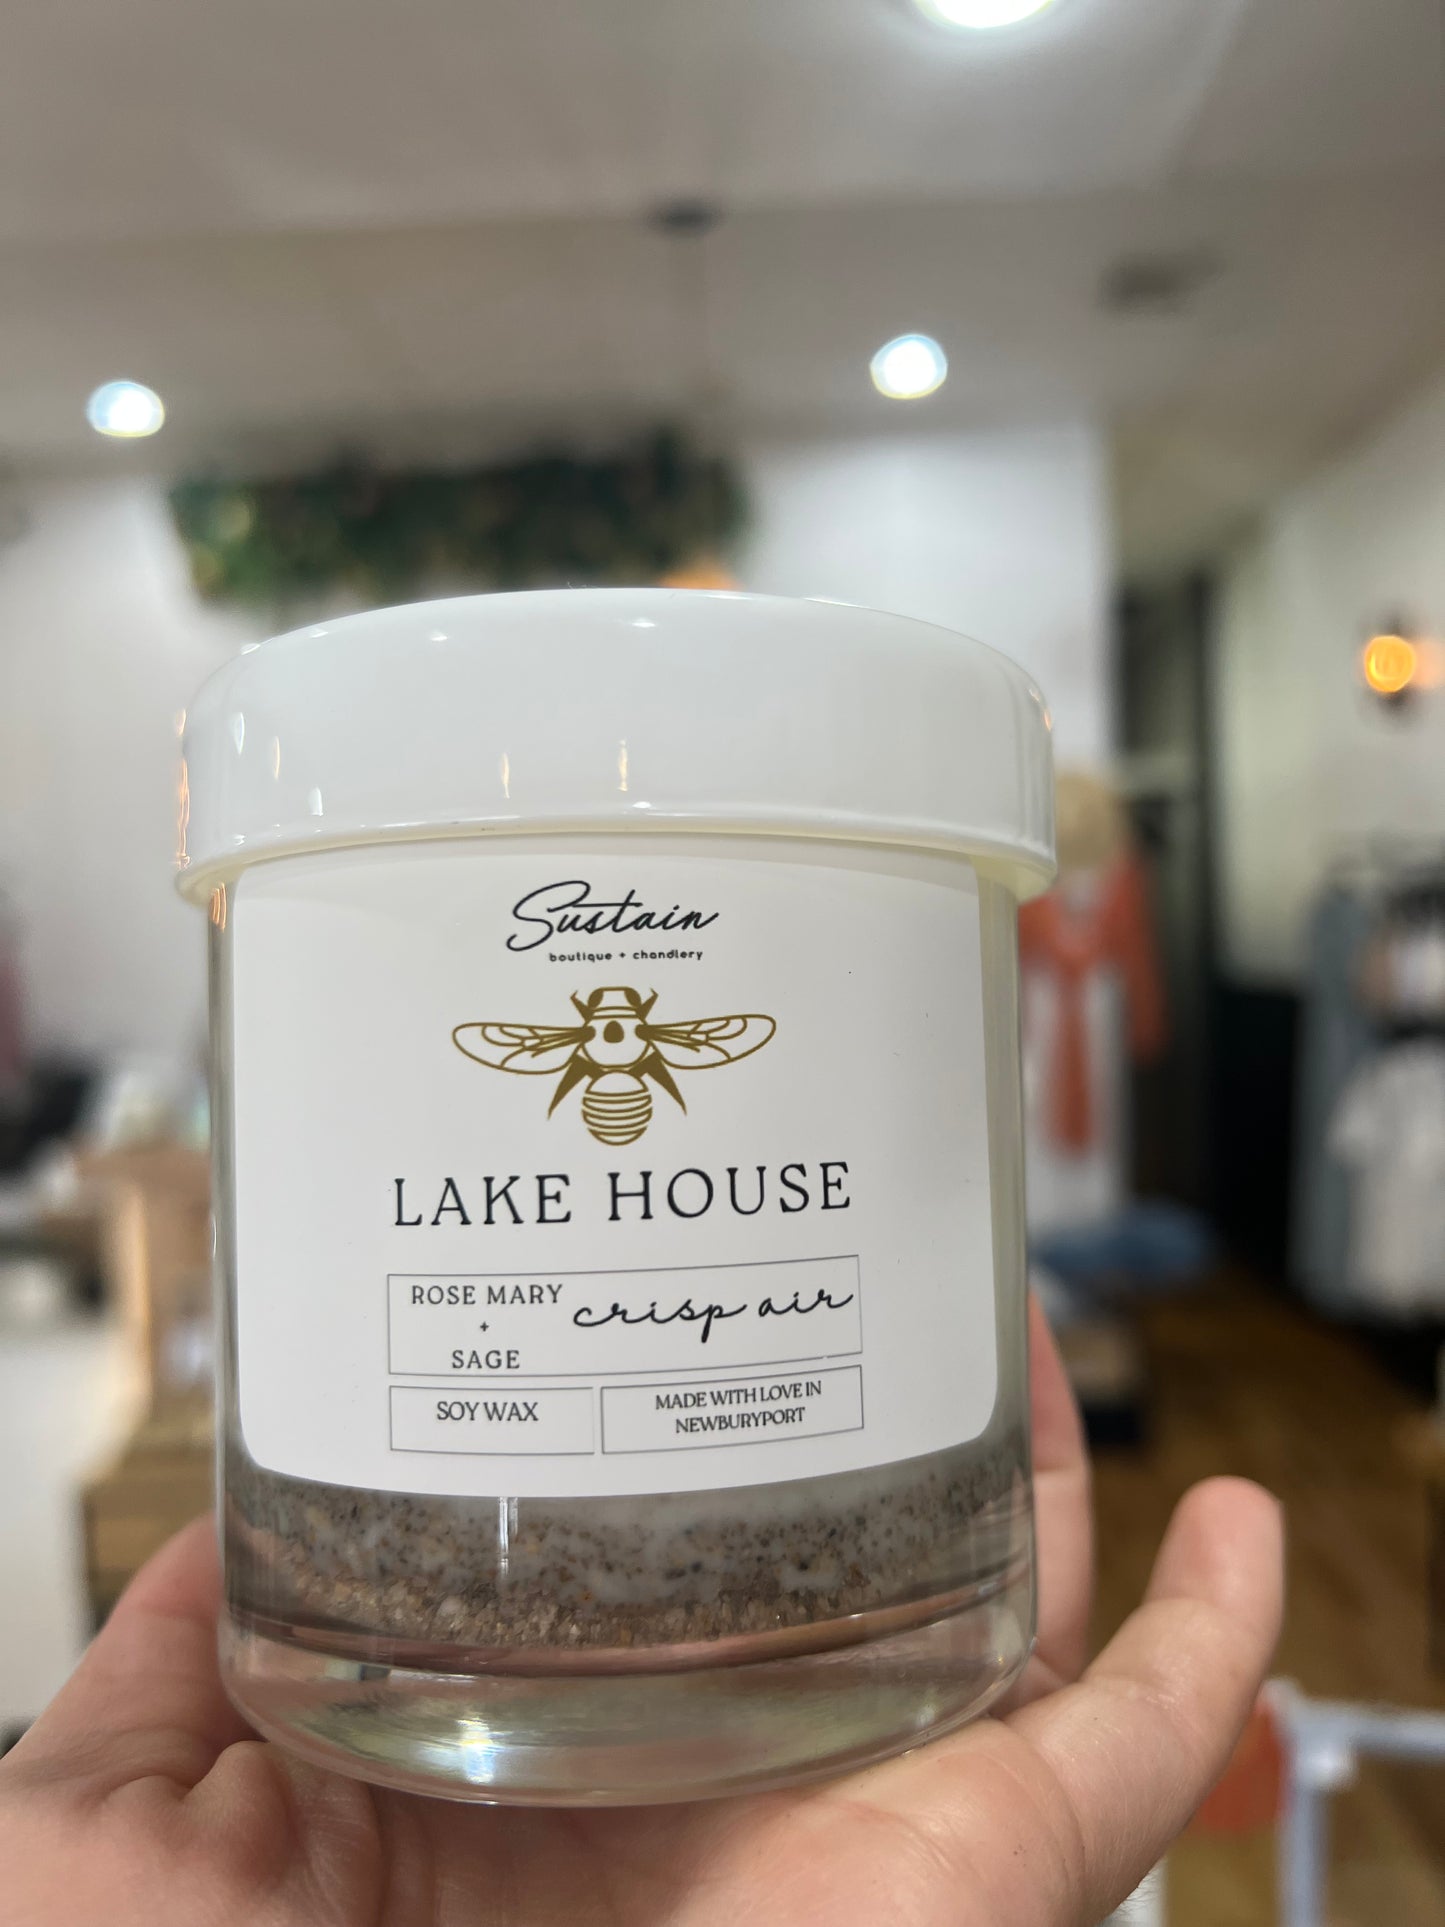 Sustain
boutique + chandlery
LAKE HOUSE
ROSE MARY
+
SAGE
crisp air
SOY WAX
MADE WITH LOVE IN
NEWBURYPORT